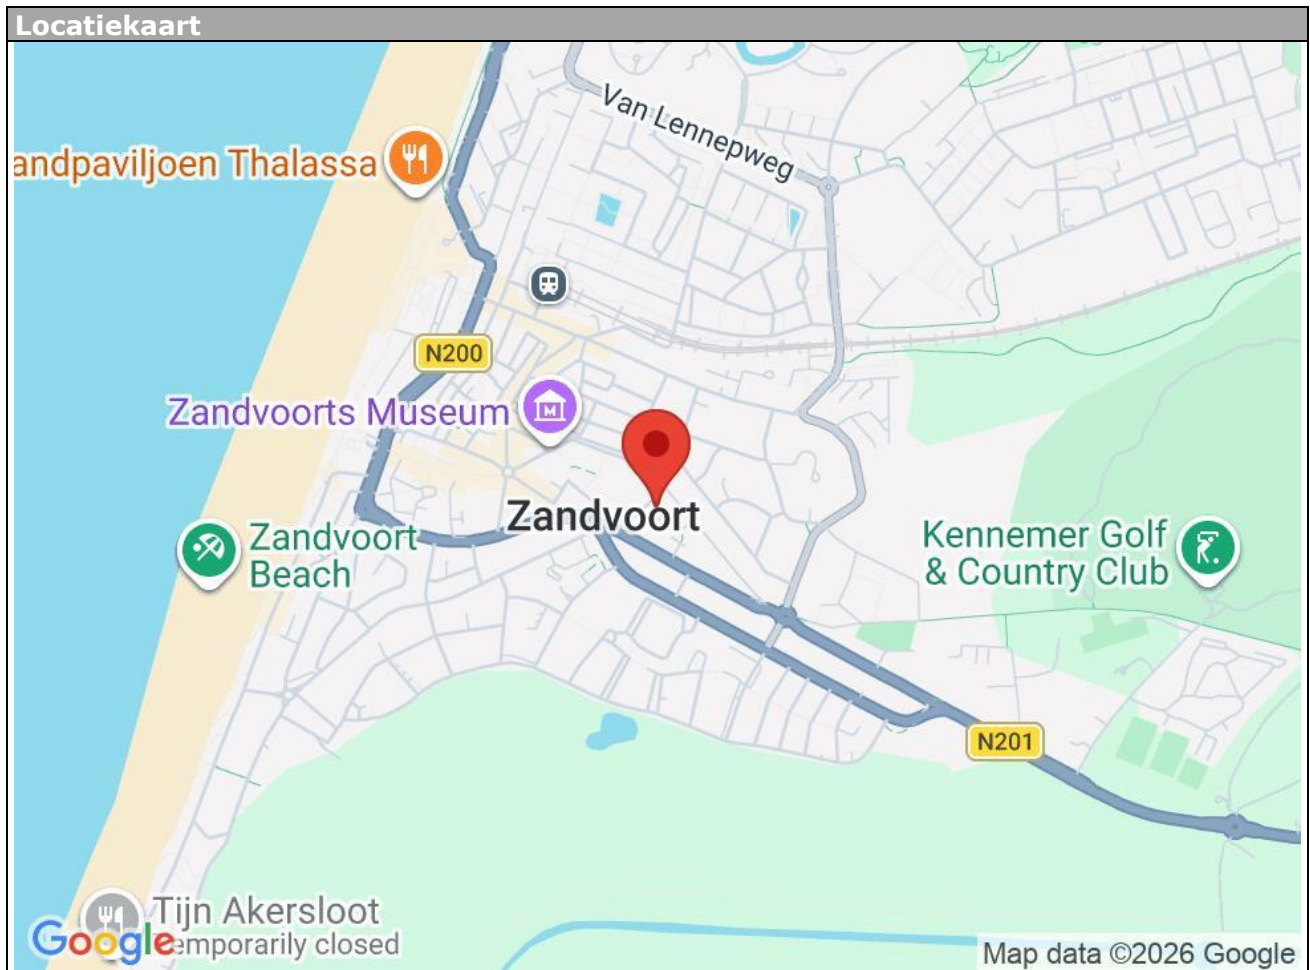 Locatiekaart
Van Lennepweg
andpaviljoen Thalassa
N200
Zandvoorts Museum
Zandvoort
Zandvoort
Beach
Kennemer Golf
& Country Club
N201
Tijn Akersloot
Temporarily closed
Google
Map data ©2026 Google